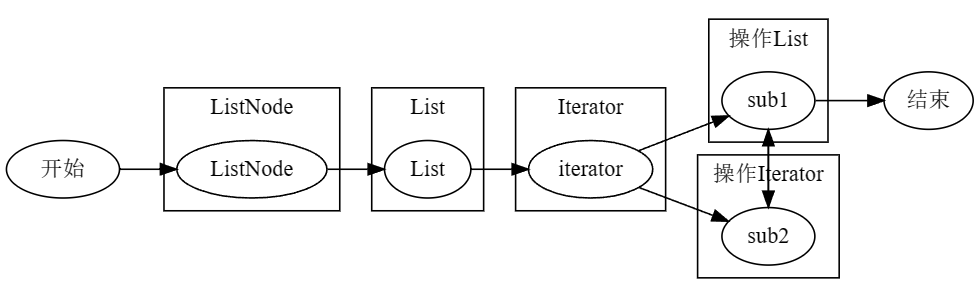 开始
ListNode
ListNode
List
List
Iterator
iterator
操作List
sub1
操作Iterator
sub2
结束